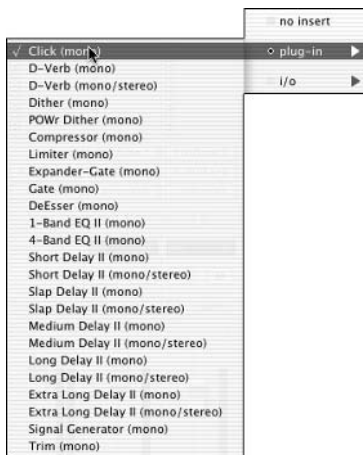 no insert
plug-in
i/o
√ Click (mono)
D-Verb (mono)
D-Verb (mono/stereo)
Dither (mono)
POWr Dither (mono)
Compressor (mono)
Limiter (mono)
Expander-Gate (mono)
Gate (mono)
DeEsser (mono)
1-Band EQ II (mono)
4-Band EQ II (mono)
Short Delay II (mono)
Short Delay II (mono/stereo)
Slap Delay II (mono)
Slap Delay II (mono/stereo)
Medium Delay II (mono)
Medium Delay II (mono/stereo)
Long Delay II (mono)
Long Delay II (mono/stereo)
Extra Long Delay II (mono)
Extra Long Delay II (mono/stereo)
Signal Generator (mono)
Trim (mono)